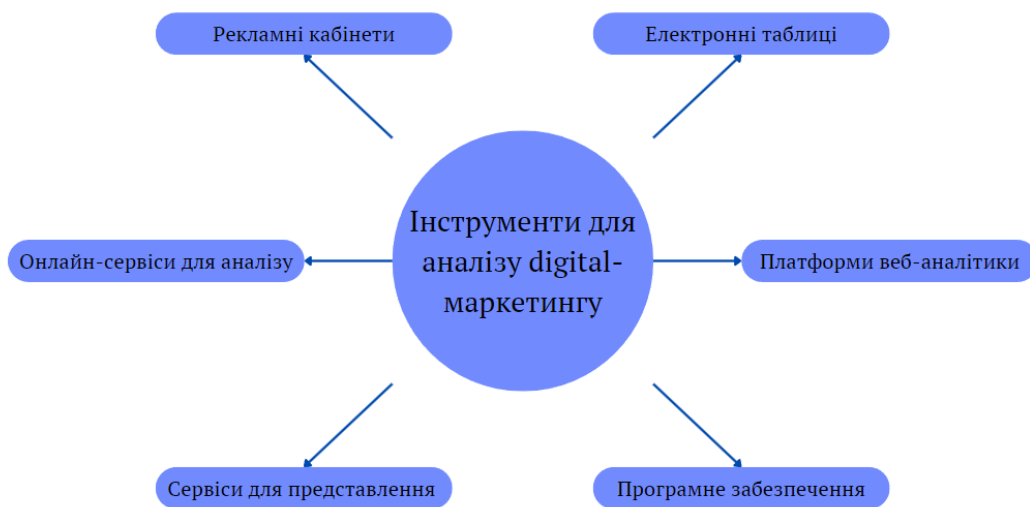 Рекламні кабінети
Електронні таблиці
Інструменти для
аналізу digital-
маркетингу
Онлайн-сервіси для аналізу
Платформи веб-аналітики
Сервіси для представлення
Програмне забезпечення